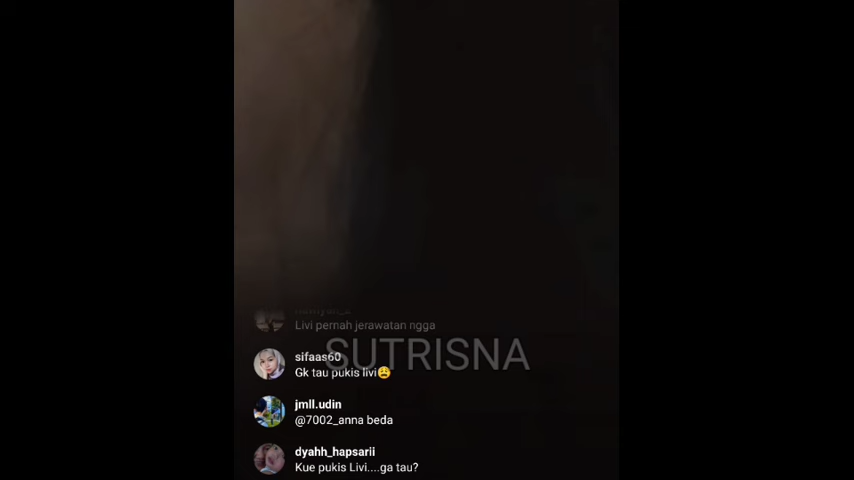 Livi pernah jerawatan ngga
SUTRISNA
sifaas60
Gk tau pukis livi😩
jmll.udin
@7002_anna beda
dyahh_hapsarii
Kue pukis Livi....ga tau?